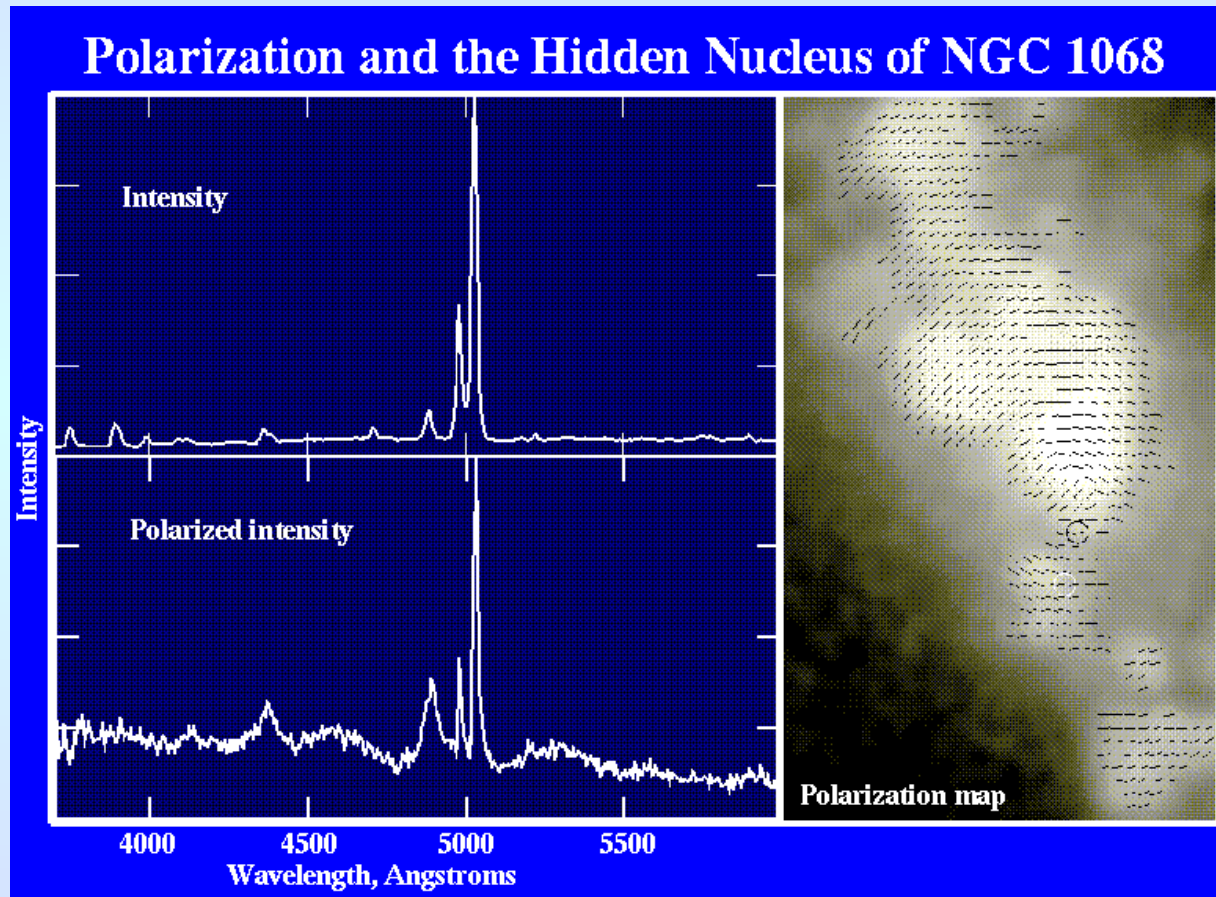 Polarization and the Hidden Nucleus of NGC 1068
Intensity
Intensity
Polarized intensity
4000 4500 5000 5500
Wavelength, Angstroms
Polarization map